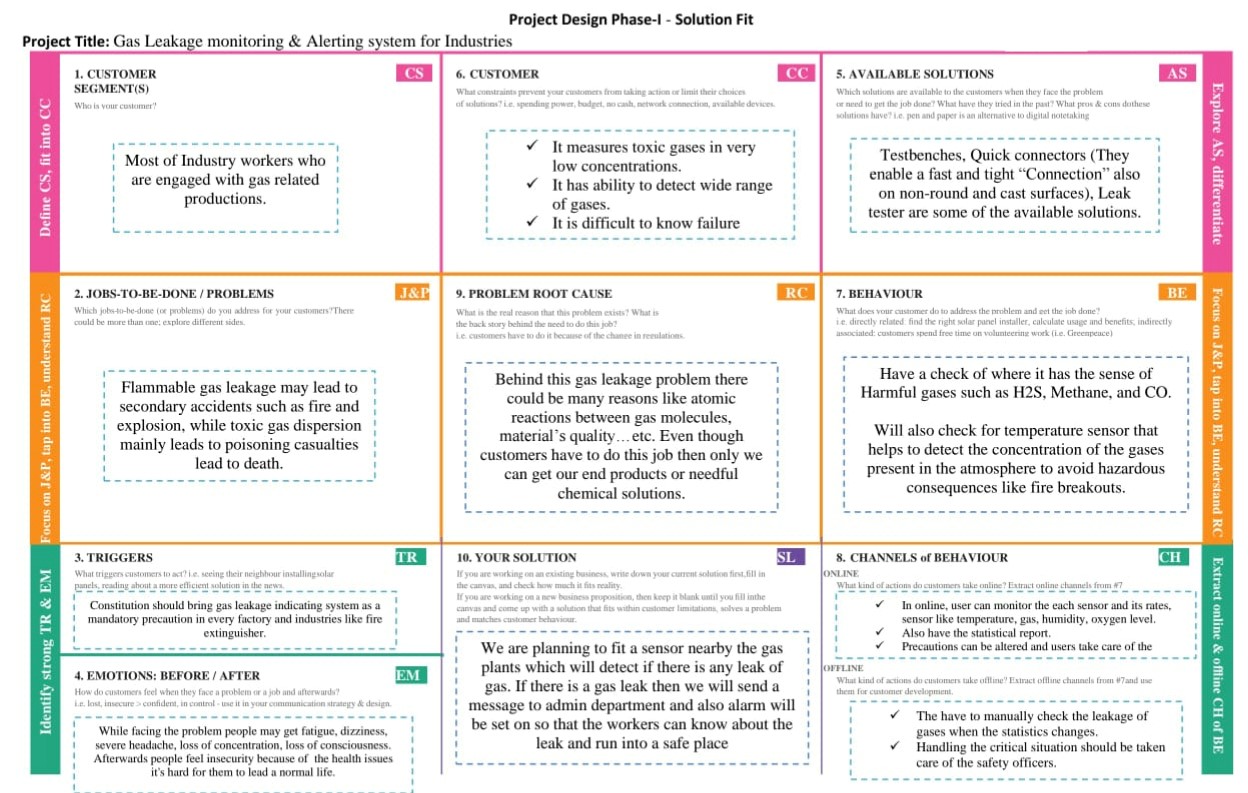 Project Design Phase-I - Solution Fit
Project Title: Gas Leakage monitoring & Alerting system for Industries
Define CS, fit into CC
1. CUSTOMER
SEGMENT(S)
CS
Who is your customer?
Most of Industry workers who
are engaged with gas related
productions.
6. CUSTOMER
CC
What constraints prevent your customers from taking action or limit their choices
of solutions? i.e. spending power, budget, no cash, network connection, available devices.
✓ It measures toxic gases in very
low concentrations.
✓ It has ability to detect wide range
of gases.
✓ It is difficult to know failure
5. AVAILABLE SOLUTIONS
AS
Which solutions are available to the customers when they face the problem
or need to get the job done? What have they tried in the past? What pros & cons dothese
solutions have? i.e. pen and paper is an alternative to digital notetaking
Testbenches, Quick connectors (They
enable a fast and tight “Connection” also
on non-round and cast surfaces), Leak
tester are some of the available solutions.
Explore AS, differentiate
Focus on J&P, tap into BE, understand RC
2. JOBS-TO-BE-DONE / PROBLEMS
J&P
Which jobs-to-be-done (or problems) do you address for your customers?There
could be more than one; explore different sides.
Flammable gas leakage may lead to
secondary accidents such as fire and
explosion, while toxic gas dispersion
mainly leads to poisoning casualties
lead to death.
9. PROBLEM ROOT CAUSE
RC
What is the real reason that this problem exists? What is
the back story behind the need to do this job?
i.e. customers have to do it because of the change in regulations.
Behind this gas leakage problem there
could be many reasons like atomic
reactions between gas molecules,
material’s quality…etc. Even though
customers have to do this job then only we
can get our end products or needful
chemical solutions.
7. BEHAVIOUR
BE
What does your customer do to address the problem and get the job done?
i.e. directly related: find the right solar panel installer, calculate usage and benefits; indirectly
associated: customers spend free time on volunteering work (i.e. Greenpeace)
Have a check of where it has the sense of
Harmful gases such as H2S, Methane, and CO.
Will also check for temperature sensor that
helps to detect the concentration of the gases
present in the atmosphere to avoid hazardous
consequences like fire breakouts.
Focus on J&P, tap into BE, understand RC
Identify strong TR & EM
3. TRIGGERS
TR
What triggers customers to act? i.e. seeing their neighbour installingsolar
panels, reading about a more efficient solution in the news.
Constitution should bring gas leakage indicating system as a
mandatory precaution in every factory and industries like fire
extinguisher.
4. EMOTIONS: BEFORE / AFTER
EM
How do customers feel when they face a problem or a job and afterwards?
i.e. lost, insecure > confident, in control - use it in your communication strategy & design.
While facing the problem people may get fatigue, dizziness,
severe headache, loss of concentration, loss of consciousness.
Afterwards people feel insecurity because of the health issues
it's hard for them to lead a normal life.
10. YOUR SOLUTION
SL
If you are working on an existing business, write down your current solution first,fill in
the canvas, and check how much it fits reality.
If you are working on a new business proposition, then keep it blank until you fill inthe
canvas and come up with a solution that fits within customer limitations, solves a problem
and matches customer behaviour.
We are planning to fit a sensor nearby the gas
plants which will detect if there is any leak of
gas. If there is a gas leak then we will send a
message to admin department and also alarm will
be set on so that the workers can know about the
leak and run into a safe place
8. CHANNELS of BEHAVIOUR
CH
ONLINE
What kind of actions do customers take online? Extract online channels from #7
✓ In online, user can monitor the each sensor and its rates,
sensor like temperature, gas, humidity, oxygen level.
✓ Also have the statistical report.
✓ Precautions can be altered and users take care of the
OFFLINE
What kind of actions do customers take offline? Extract offline channels from #7and use
them for customer development.
✓ The have to manually check the leakage of
gases when the statistics changes.
✓ Handling the critical situation should be taken
care of the safety officers.
Extract online & offline CH of BE